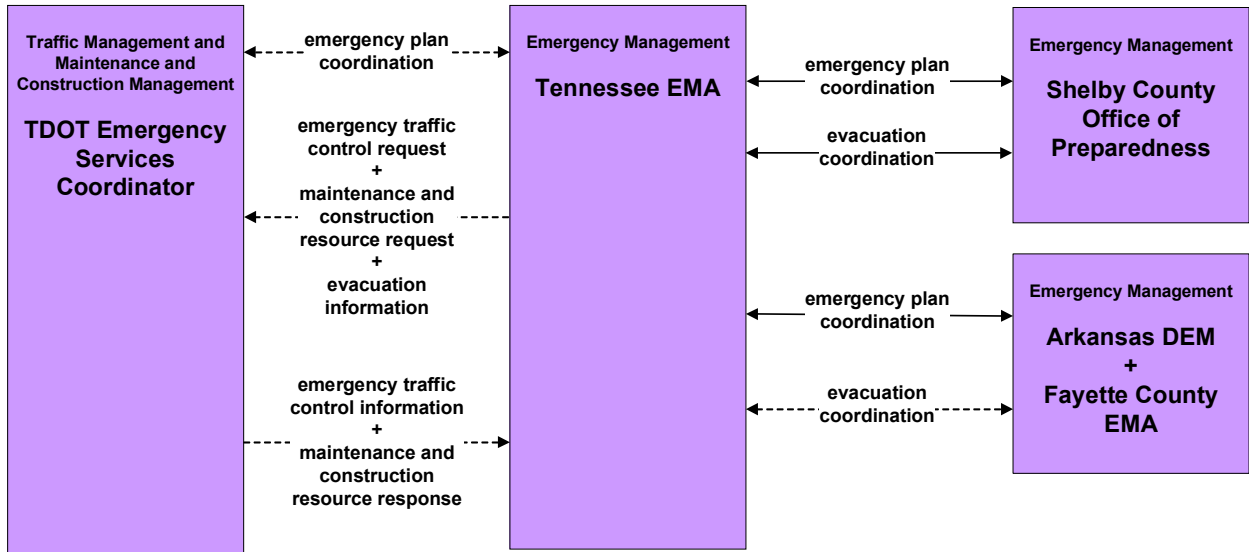 Traffic Management and
Maintenance and
Construction Management
TDOT Emergency
Services
Coordinator
emergency plan
coordination
emergency traffic
control request
+
maintenance and
construction
resource request
+
evacuation
information
emergency traffic
control information
+
maintenance and
construction
resource response
Emergency Management
Tennessee EMA
emergency plan
coordination
evacuation
coordination
emergency plan
coordination
evacuation
coordination
Emergency Management
Shelby County
Office of
Preparedness
Emergency Management
Arkansas DEM
+
Fayette County
EMA